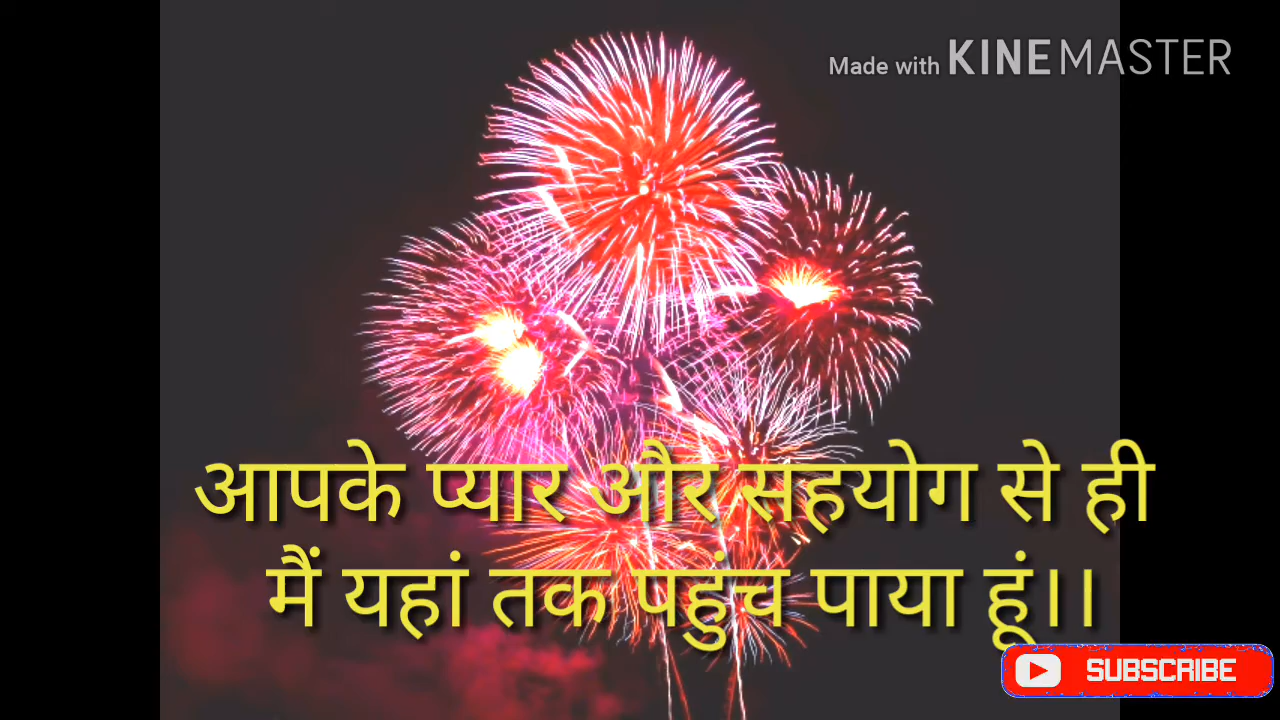 Made with KINEMASTER
आपके प्यार और सहयोग से ही
मैं यहां तक पहुंच पाया हूं।।
SUBSCRIBE